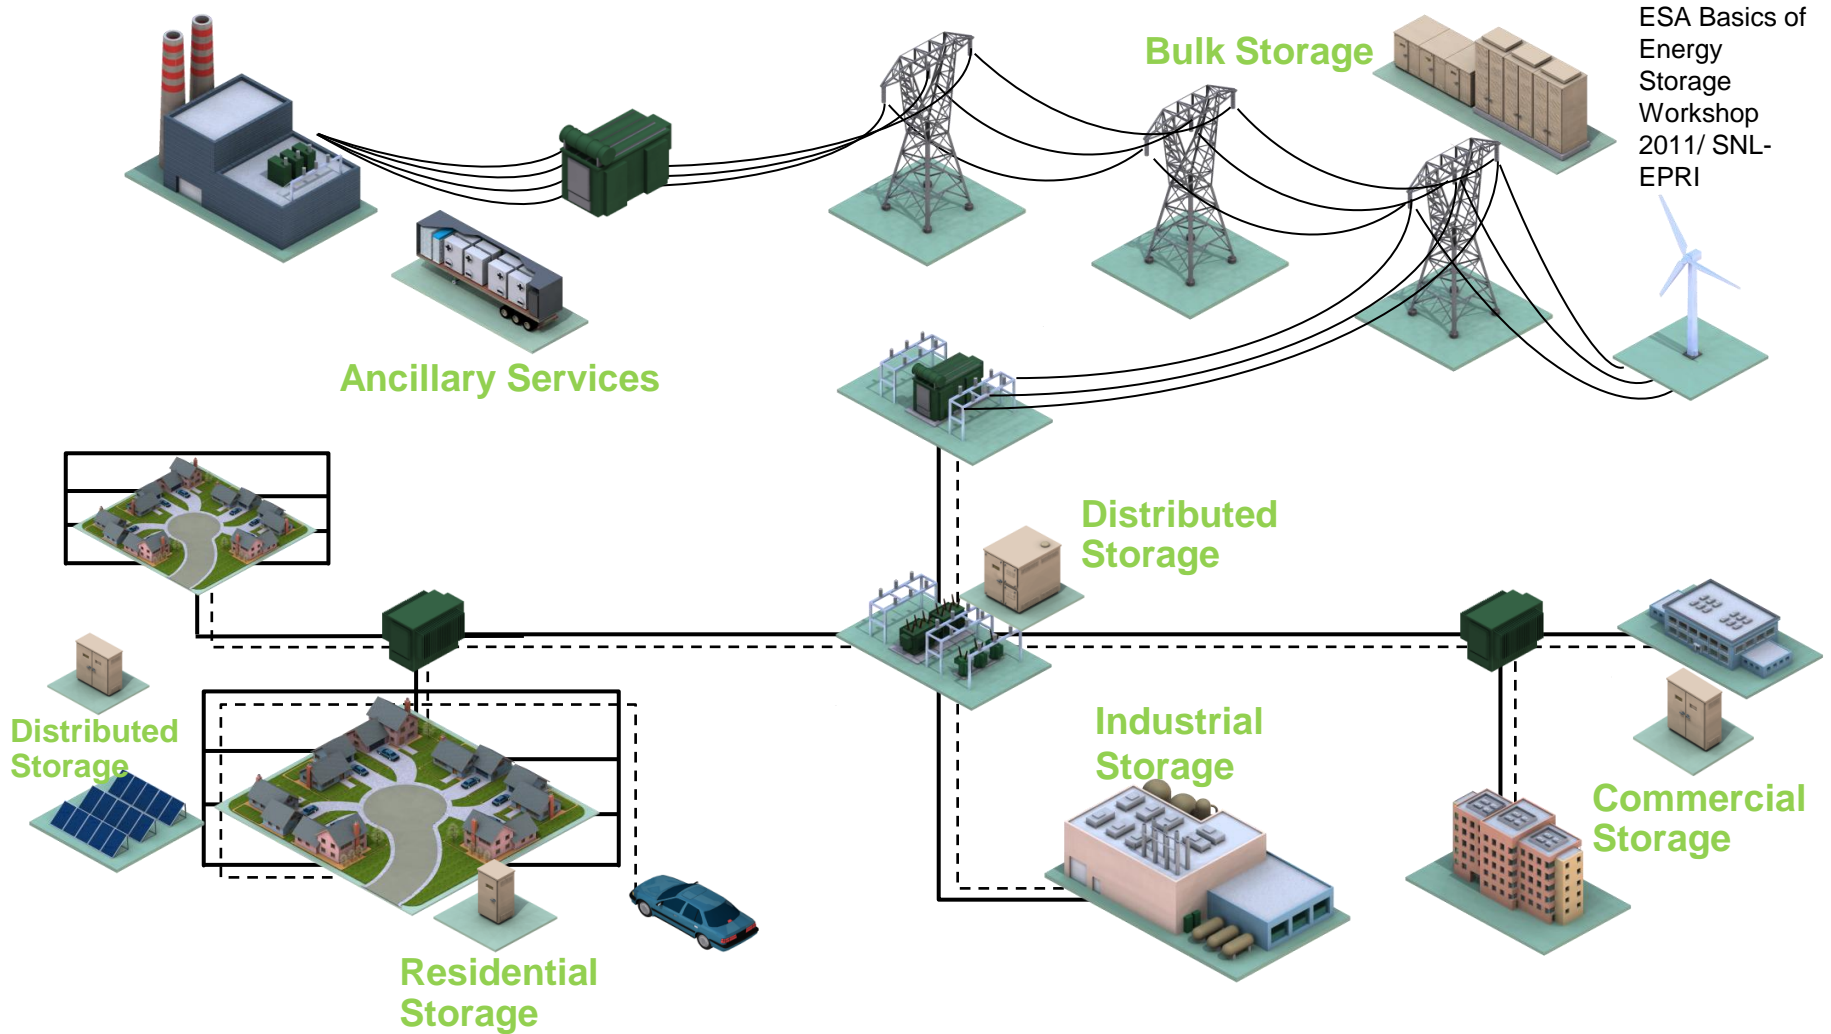 Bulk Storage
ESA Basics of
Energy
Storage
Workshop
2011/ SNL-
EPRI
Ancillary Services
Distributed
Storage
Distributed
Storage
Industrial
Storage
Commercial
Storage
Residential
Storage